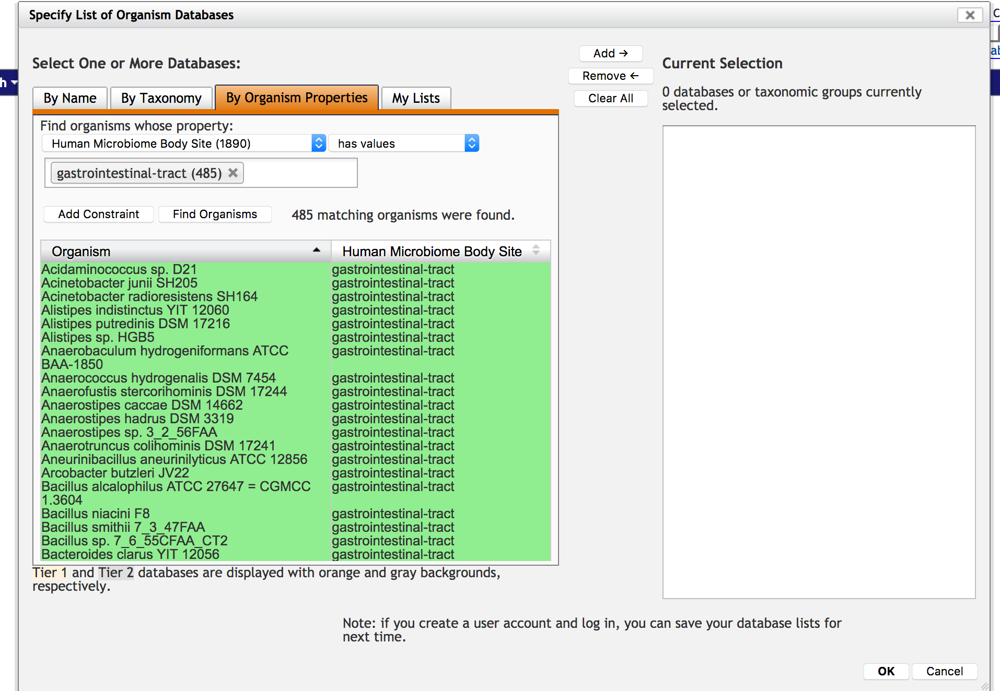 Specify List of Organism Databases
Select One or More Databases:
By Name
By Taxonomy
By Organism Properties
My Lists
Find organisms whose property:
Human Microbiome Body Site (1890)
has values
gastrointestinal-tract (485)
Add Constraint
Find Organisms
485 matching organisms were found.
Organism Human Microbiome Body Site
Acidaminococcus sp. D21 gastrointestinal-tract
Acinetobacter junii SH205 gastrointestinal-tract
Acinetobacter radioresistens SH164 gastrointestinal-tract
Alistipes indistinctus YIT 12060 gastrointestinal-tract
Alistipes putredinis DSM 17216 gastrointestinal-tract
Alistipes sp. HGB5 gastrointestinal-tract
Anaerobaculum hydrogeniformans ATCC gastrointestinal-tract
BAA-1850
Anaerococcus hydrogenalis DSM 7454 gastrointestinal-tract
Anaerofustis stercorihominis DSM 17244 gastrointestinal-tract
Anaerostipes caccae DSM 14662 gastrointestinal-tract
Anaerostipes hadrus DSM 3319 gastrointestinal-tract
Anaerostipes sp. 3_2_56FAA gastrointestinal-tract
Anaerotruncus colihominis DSM 17241 gastrointestinal-tract
Aneurinibacillus aneurinilyticus ATCC 12856 gastrointestinal-tract
Arcobacter butzleri JV22 gastrointestinal-tract
Bacillus alcalophilus ATCC 27647 = CGMCC gastrointestinal-tract
1.3604
Bacillus niacini F8 gastrointestinal-tract
Bacillus smithii 7_3_47FAA gastrointestinal-tract
Bacillus sp. 7_6_55CFAA_CT2 gastrointestinal-tract
Bacteroides clarus YIT 12056 gastrointestinal-tract
Tier 1 and Tier 2 databases are displayed with orange and gray backgrounds,
respectively.
Add →
Remove ←
Clear All
Current Selection
0 databases or taxonomic groups currently
selected.
Note: if you create a user account and log in, you can save your database lists for
next time.
OK
Cancel